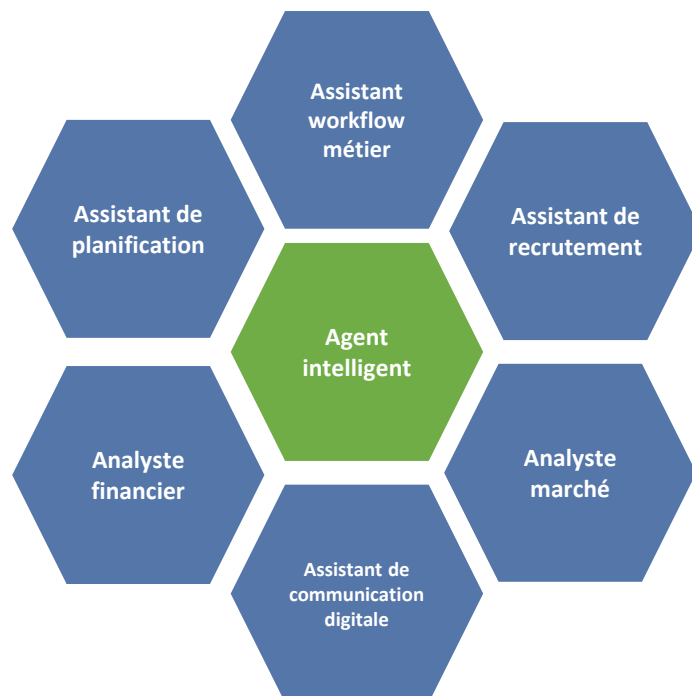 Assistant
workflow
métier
Assistant de
planification
Assistant de
recrutement
Agent
intelligent
Analyste
financier
Analyste
marché
Assistant de
communication
digitale